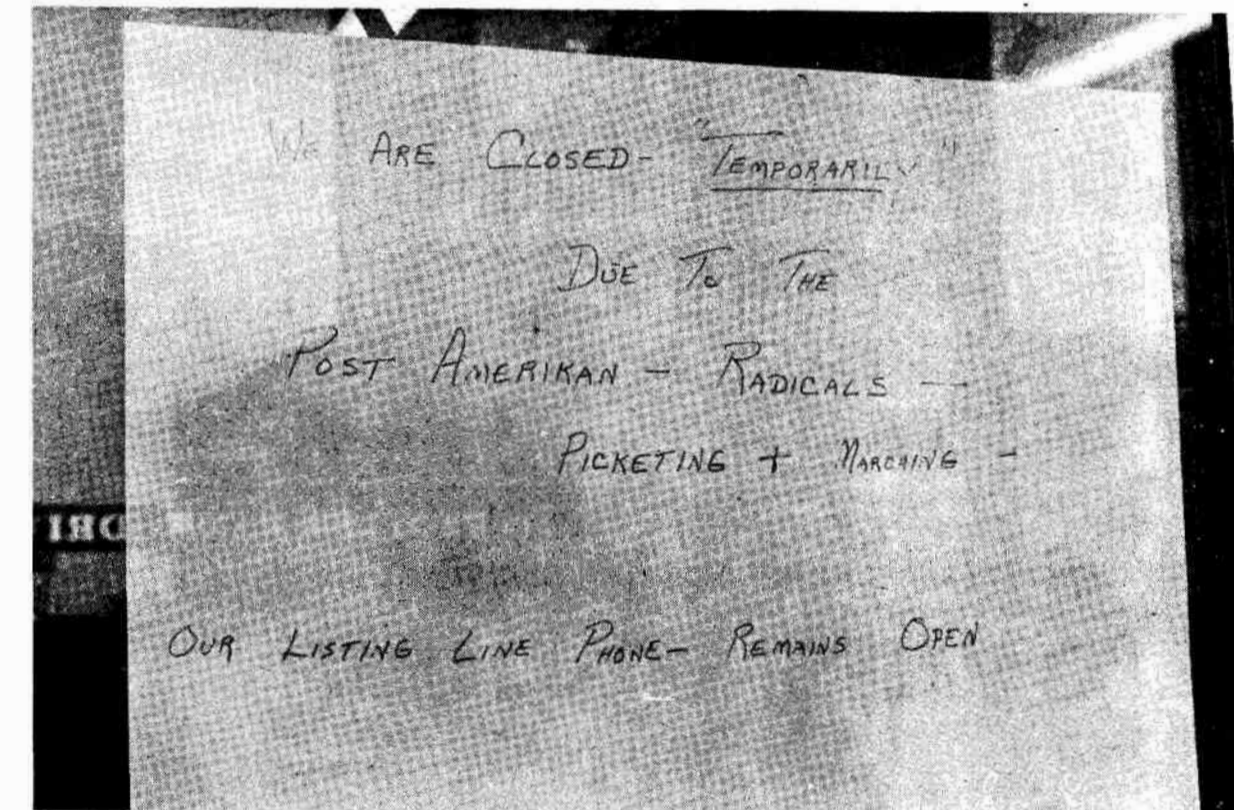 We ARE CLOSED- "TEMPORARILY"
DUE To THE
POST AMERIKAN - RADICALS -
PICKETING + MARCHING -
OUR LISTING LINE PHONE- REMAINS OPEN